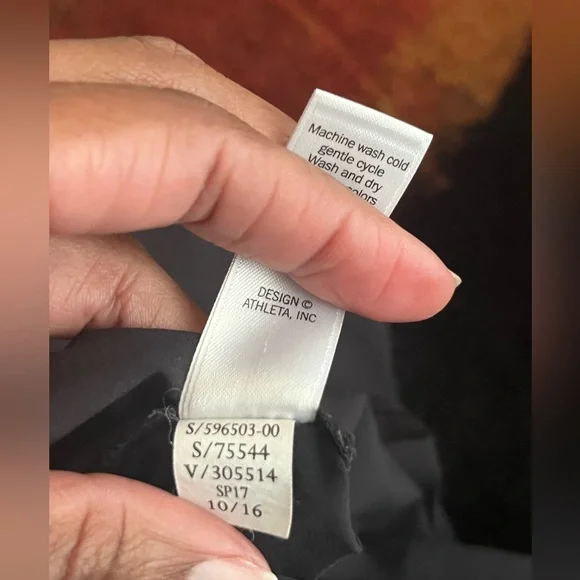 Machine wash cold
gentle cycle
Wash and dry
DESIGN ©
ATHLETA, INC
S/596503-00
S/75544
V/305514
SP17
10/16